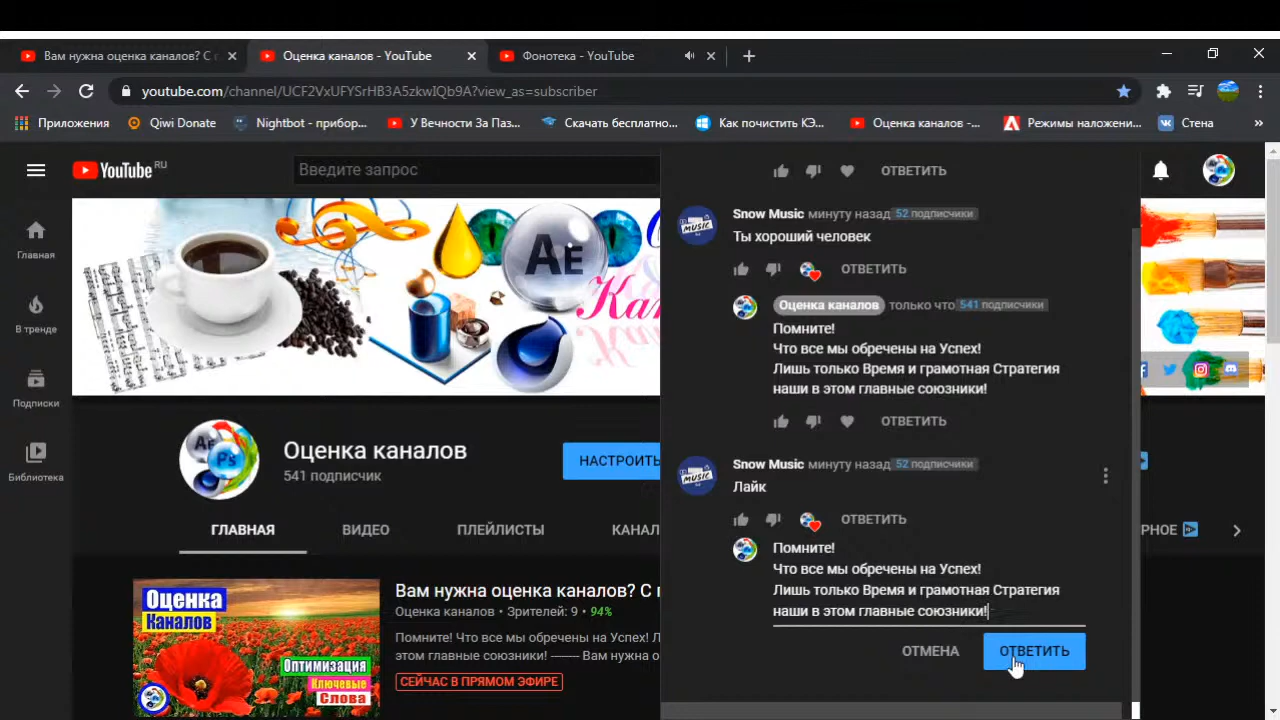 Вам нужна оценка каналов? С
Оценка каналов - YouTube
Фонотека - YouTube
youtube.com/channel/UCF2VxUFYSrHB3A5zkwIQb9A?view_as=subscriber
Приложения
Qiwi Donate
Nightbot - прибор...
У Вечности За Паз...
Скачать бесплатно...
Как почистить КЭ...
Оценка каналов -...
Режимы наложени...
Стена
»
YouTube RU
Введите запрос
Главная
В тренде
Подписки
Библиотека
Ae
Ка
Оценка каналов
541 подписчик
НАСТРОИТЬ
ГЛАВНАЯ
ВИДЕО
ПЛЕЙЛИСТЫ
КАНАЛ
РНОЕ
Оценка
Каналов
Оптимизация
Ключевые
Слова
Вам нужна оценка каналов? С
Оценка каналов • Зрителей: 9 • 94%
Помните! Что все мы обречены на Успех! Л
этом главные союзники! ——– Вам нужна о
СЕЙЧАС В ПРЯМОМ ЭФИРЕ
ОТВЕТИТЬ
Snow Music минуту назад 52 подписчики
Ты хороший человек
ОТВЕТИТЬ
Оценка каналов только что 541 подписчики
Помните!
Что все мы обречены на Успех!
Лишь только Время и грамотная Стратегия
наши в этом главные союзники!
ОТВЕТИТЬ
Snow Music минуту назад 52 подписчики
Лайк
ОТВЕТИТЬ
Помните!
Что все мы обречены на Успех!
Лишь только Время и грамотная Стратегия
наши в этом главные союзники!
ОТМЕНА
ОТВЕТИТЬ